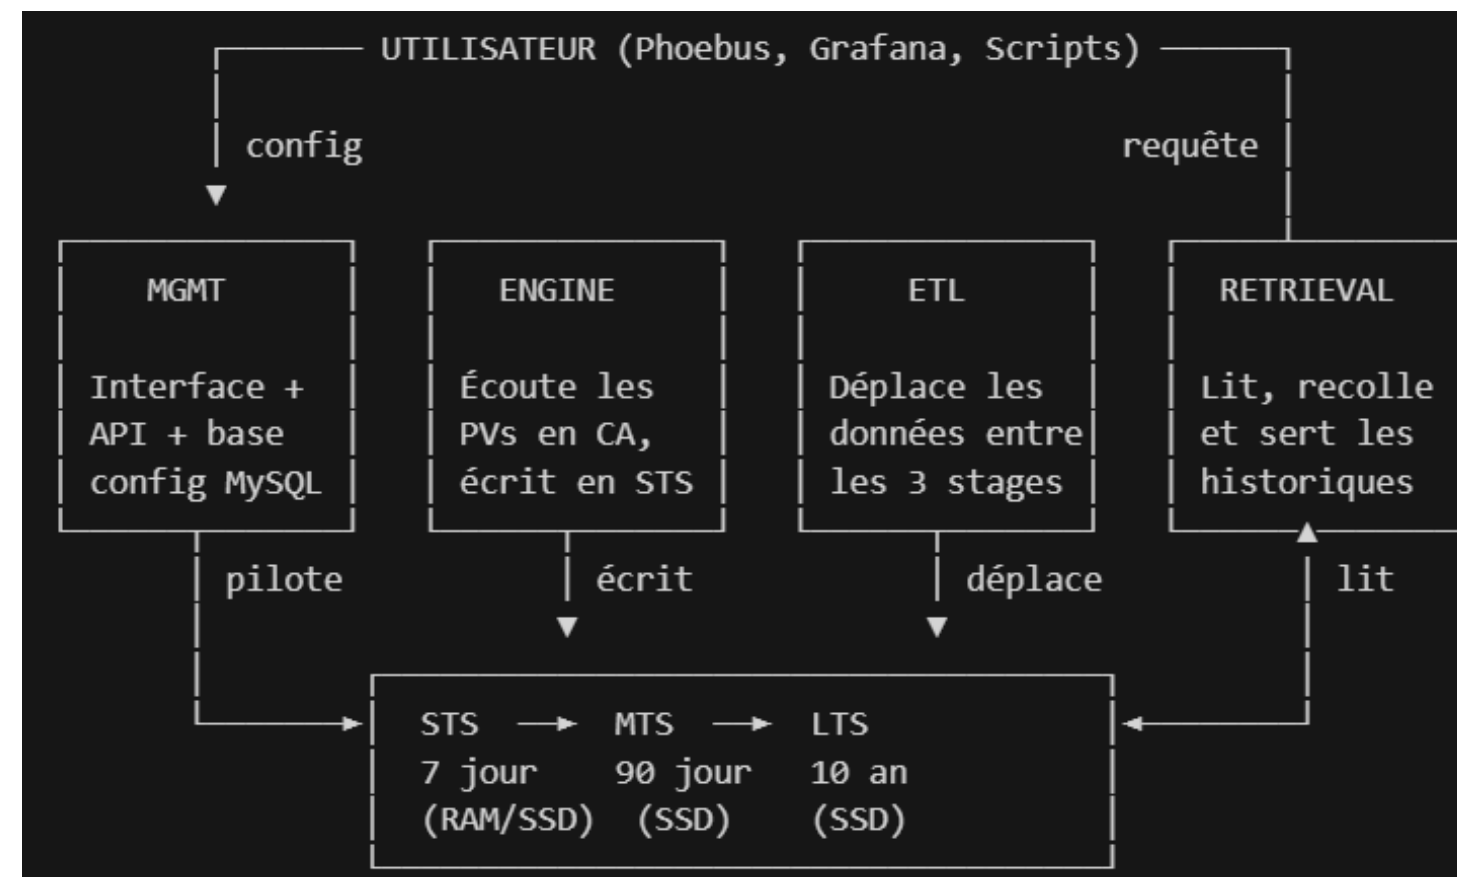 UTILISATEUR (Phoebus, Grafana, Scripts)
config
requête
MGMT
Interface +
API + base
config MySQL
ENGINE
Écoute les
PVs en CA,
écrit en STS
ETL
Déplace les
données entre
les 3 stages
RETRIEVAL
Lit, recolle
et sert les
historiques
pilote
écrit
déplace
lit
STS → MTS → LTS
7 jour 90 jour 10 an
(RAM/SSD) (SSD) (SSD)